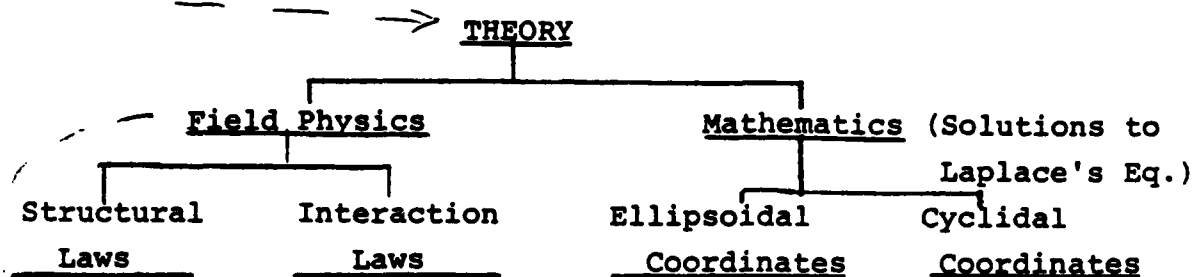 THEORY
Field Physics
Mathematics (Solutions to
Laplace's Eq.)
Structural
Laws
Interaction
Laws
Ellipsoidal
Coordinates
Cyclidal
Coordinates